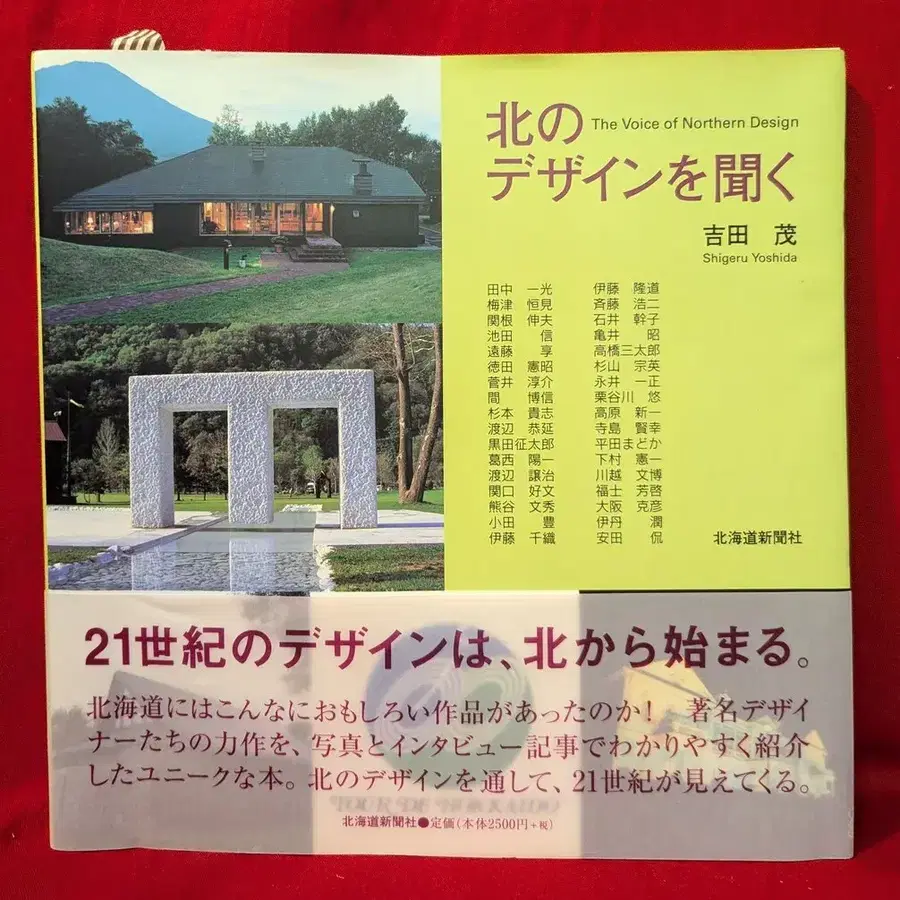 北の
The Voice of Northern Design
デザインを聞く
吉田 茂
Shigeru Yoshida
田中 一光
梅津 恒見
関根 伸夫
池田 信
遠藤 享
徳田 憲昭
菅井 淳介
間 博信
杉本 貴志
渡辺 恭延
黒田征太郎
葛西 陽一
渡辺 譲治
関口 好文
熊谷 文秀
小田 豊
伊藤 千織
伊藤 隆道
斉藤 浩二
石井 幹子
亀井 昭
高橋三太郎
杉山 宗英
永井 一正
栗谷川 悠
高原 新一
寺島 賢幸
平田まどか
下村 憲一
川越 文博
福士 芳啓
大阪 克彦
伊丹 潤
安田 侃
北海道新聞社
21世紀のデザインは、北から始まる。
北海道にはこんなにおもしろい作品があったのか! 著名デザイ
ナーたちの力作を、写真とインタビュー記事でわかりやすく紹介
したユニークな本。北のデザインを通して、21世紀が見えてくる。
北海道新聞社●定価(本体2500円+税)